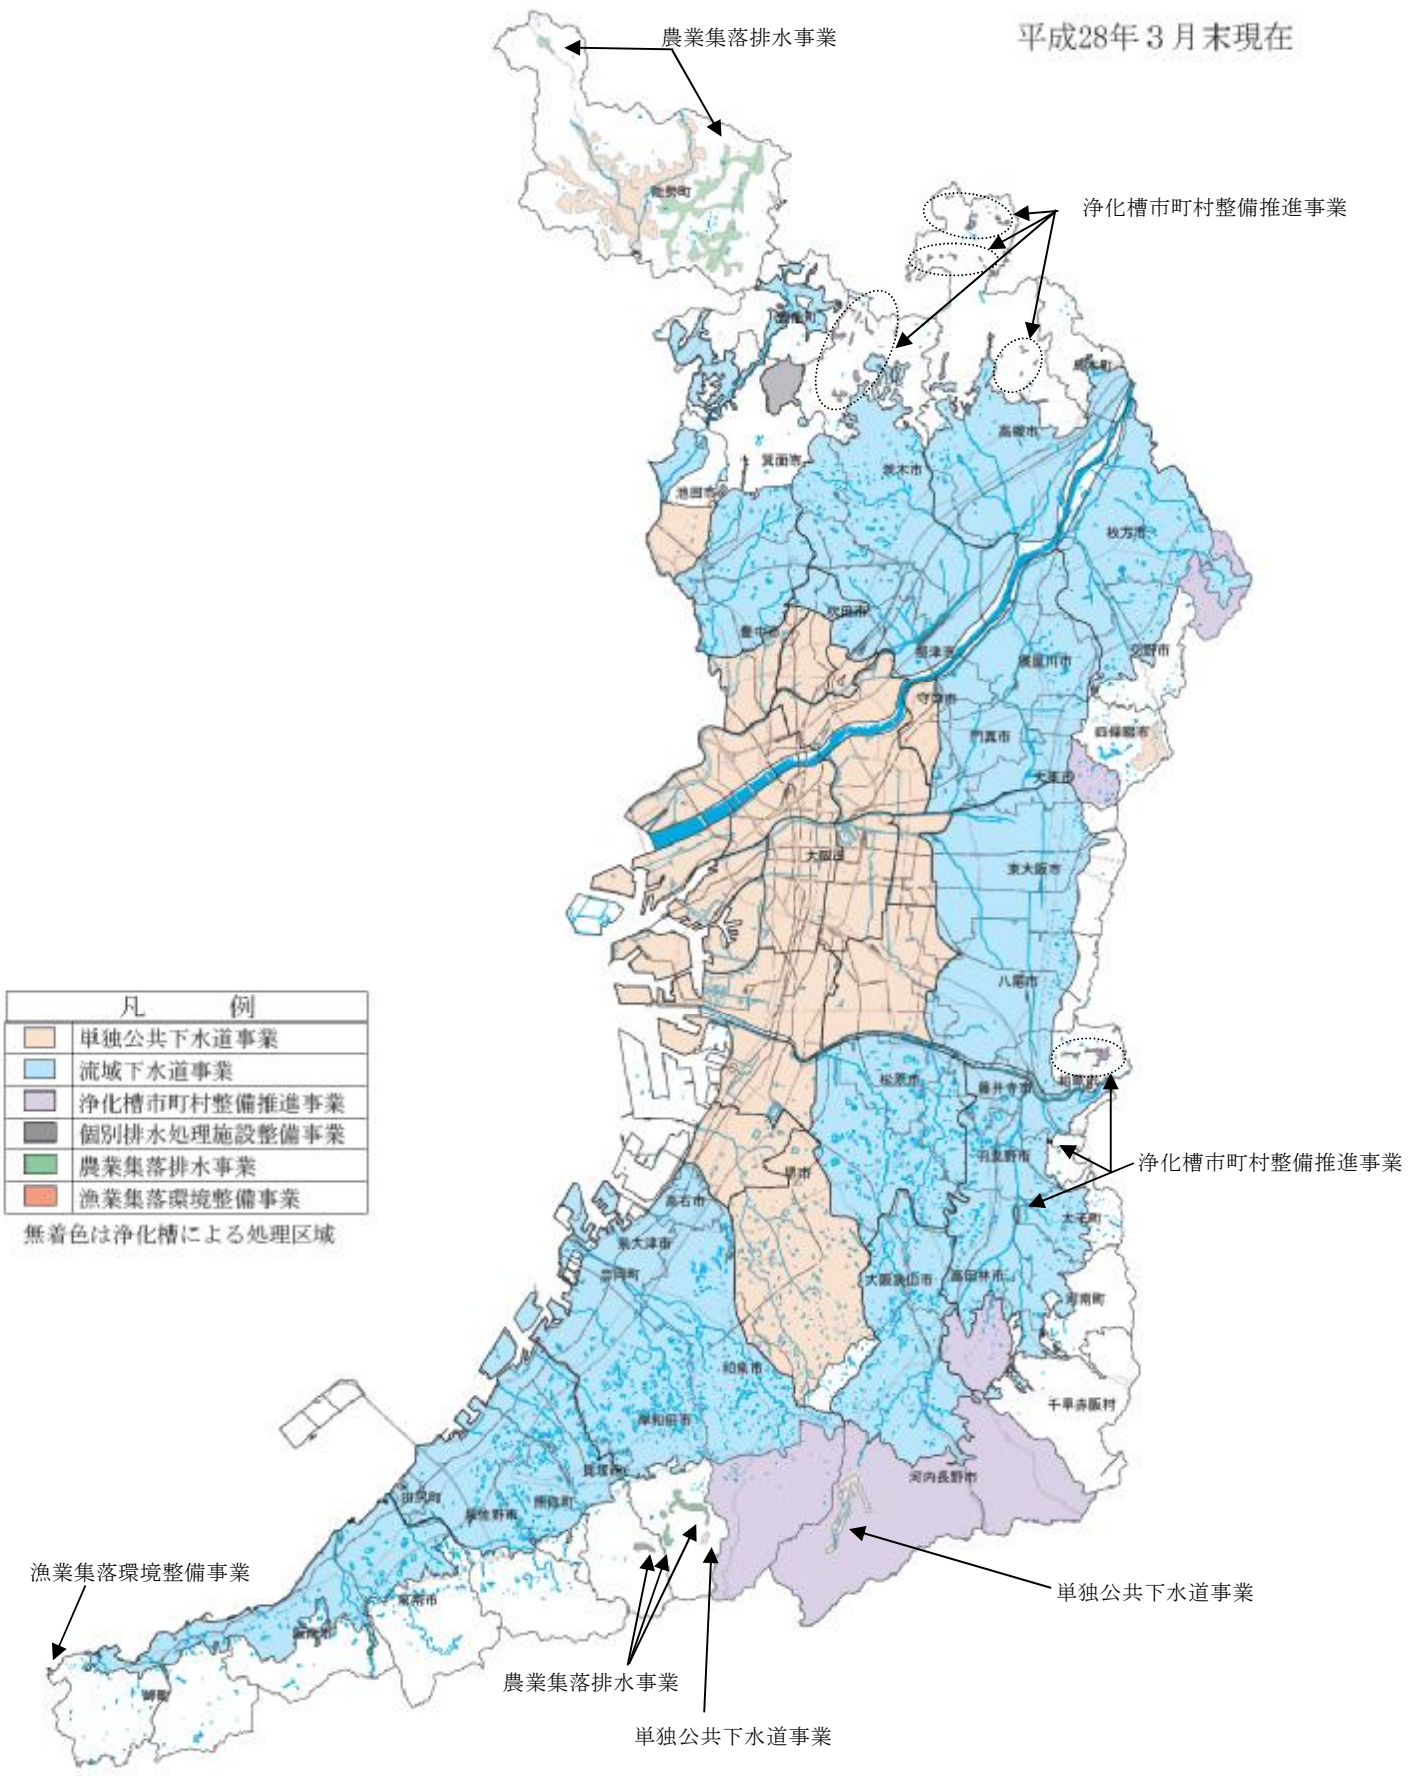 平成28年３月末現在
農業集落排水事業
浄化槽市町村整備推進事業
能勢町
豊能町
島本町
高槻市
箕面市
茨木市
池田市
枚方市
吹田市
豊中市
摂津市
交野市
寝屋川市
守口市
門真市
四條畷市
大東市
大阪市
東大阪市
八尾市
凡　例
単独公共下水道事業
流域下水道事業
浄化槽市町村整備推進事業
個別排水処理施設整備事業
農業集落排水事業
漁業集落環境整備事業
無着色は浄化槽による処理区域
松原市
藤井寺市
柏原市
羽曳野市
浄化槽市町村整備推進事業
堺市
高石市
太子町
泉大津市
忠岡町
大阪狭山市
富田林市
河南町
和泉市
千早赤阪村
岸和田市
貝塚市
河内長野市
田尻町
熊取町
泉佐野市
漁業集落環境整備事業
単独公共下水道事業
泉南市
阪南市
岬町
農業集落排水事業
単独公共下水道事業